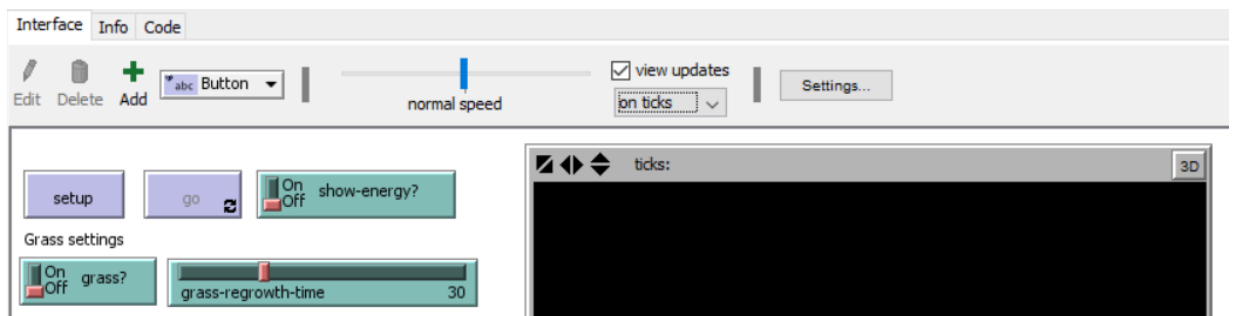 Interface Info Code
Edit Delete Add abc Button normal speed view updates on ticks Settings...
ticks: 3D
setup go On Off show-energy?
Grass settings
On Off grass? grass-regrowth-time 30